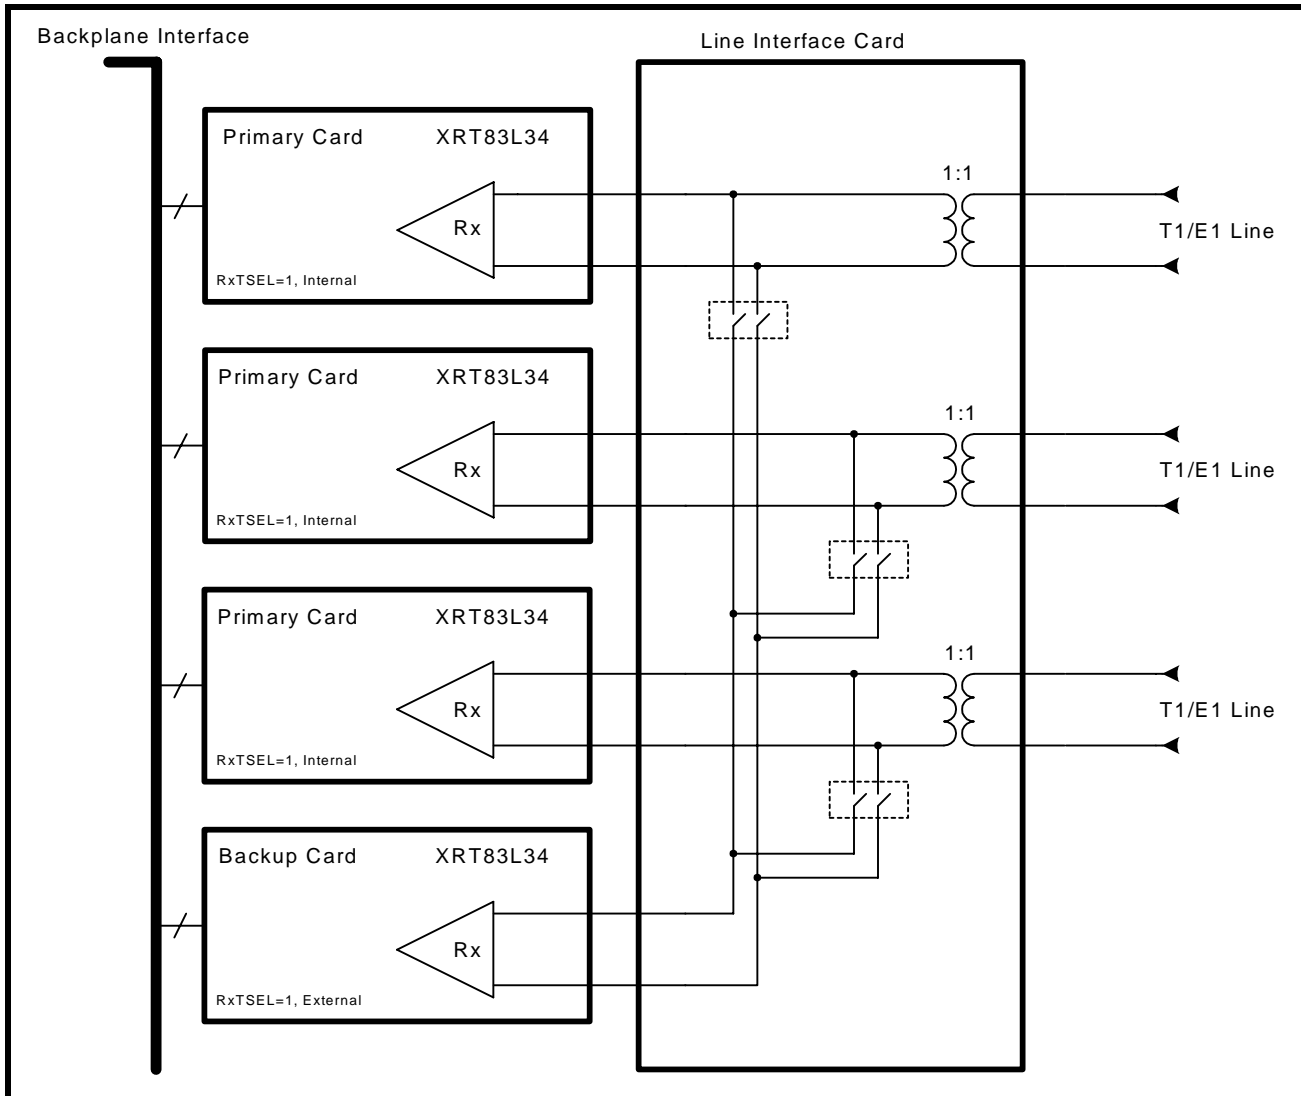 Backplane Interface
Line Interface Card
Primary Card XRT83L34
Rx
RxTSEL=1, Internal
1:1
T1/E1 Line
Primary Card XRT83L34
Rx
RxTSEL=1, Internal
1:1
T1/E1 Line
Primary Card XRT83L34
Rx
RxTSEL=1, Internal
1:1
T1/E1 Line
Backup Card XRT83L34
Rx
RxTSEL=1, External